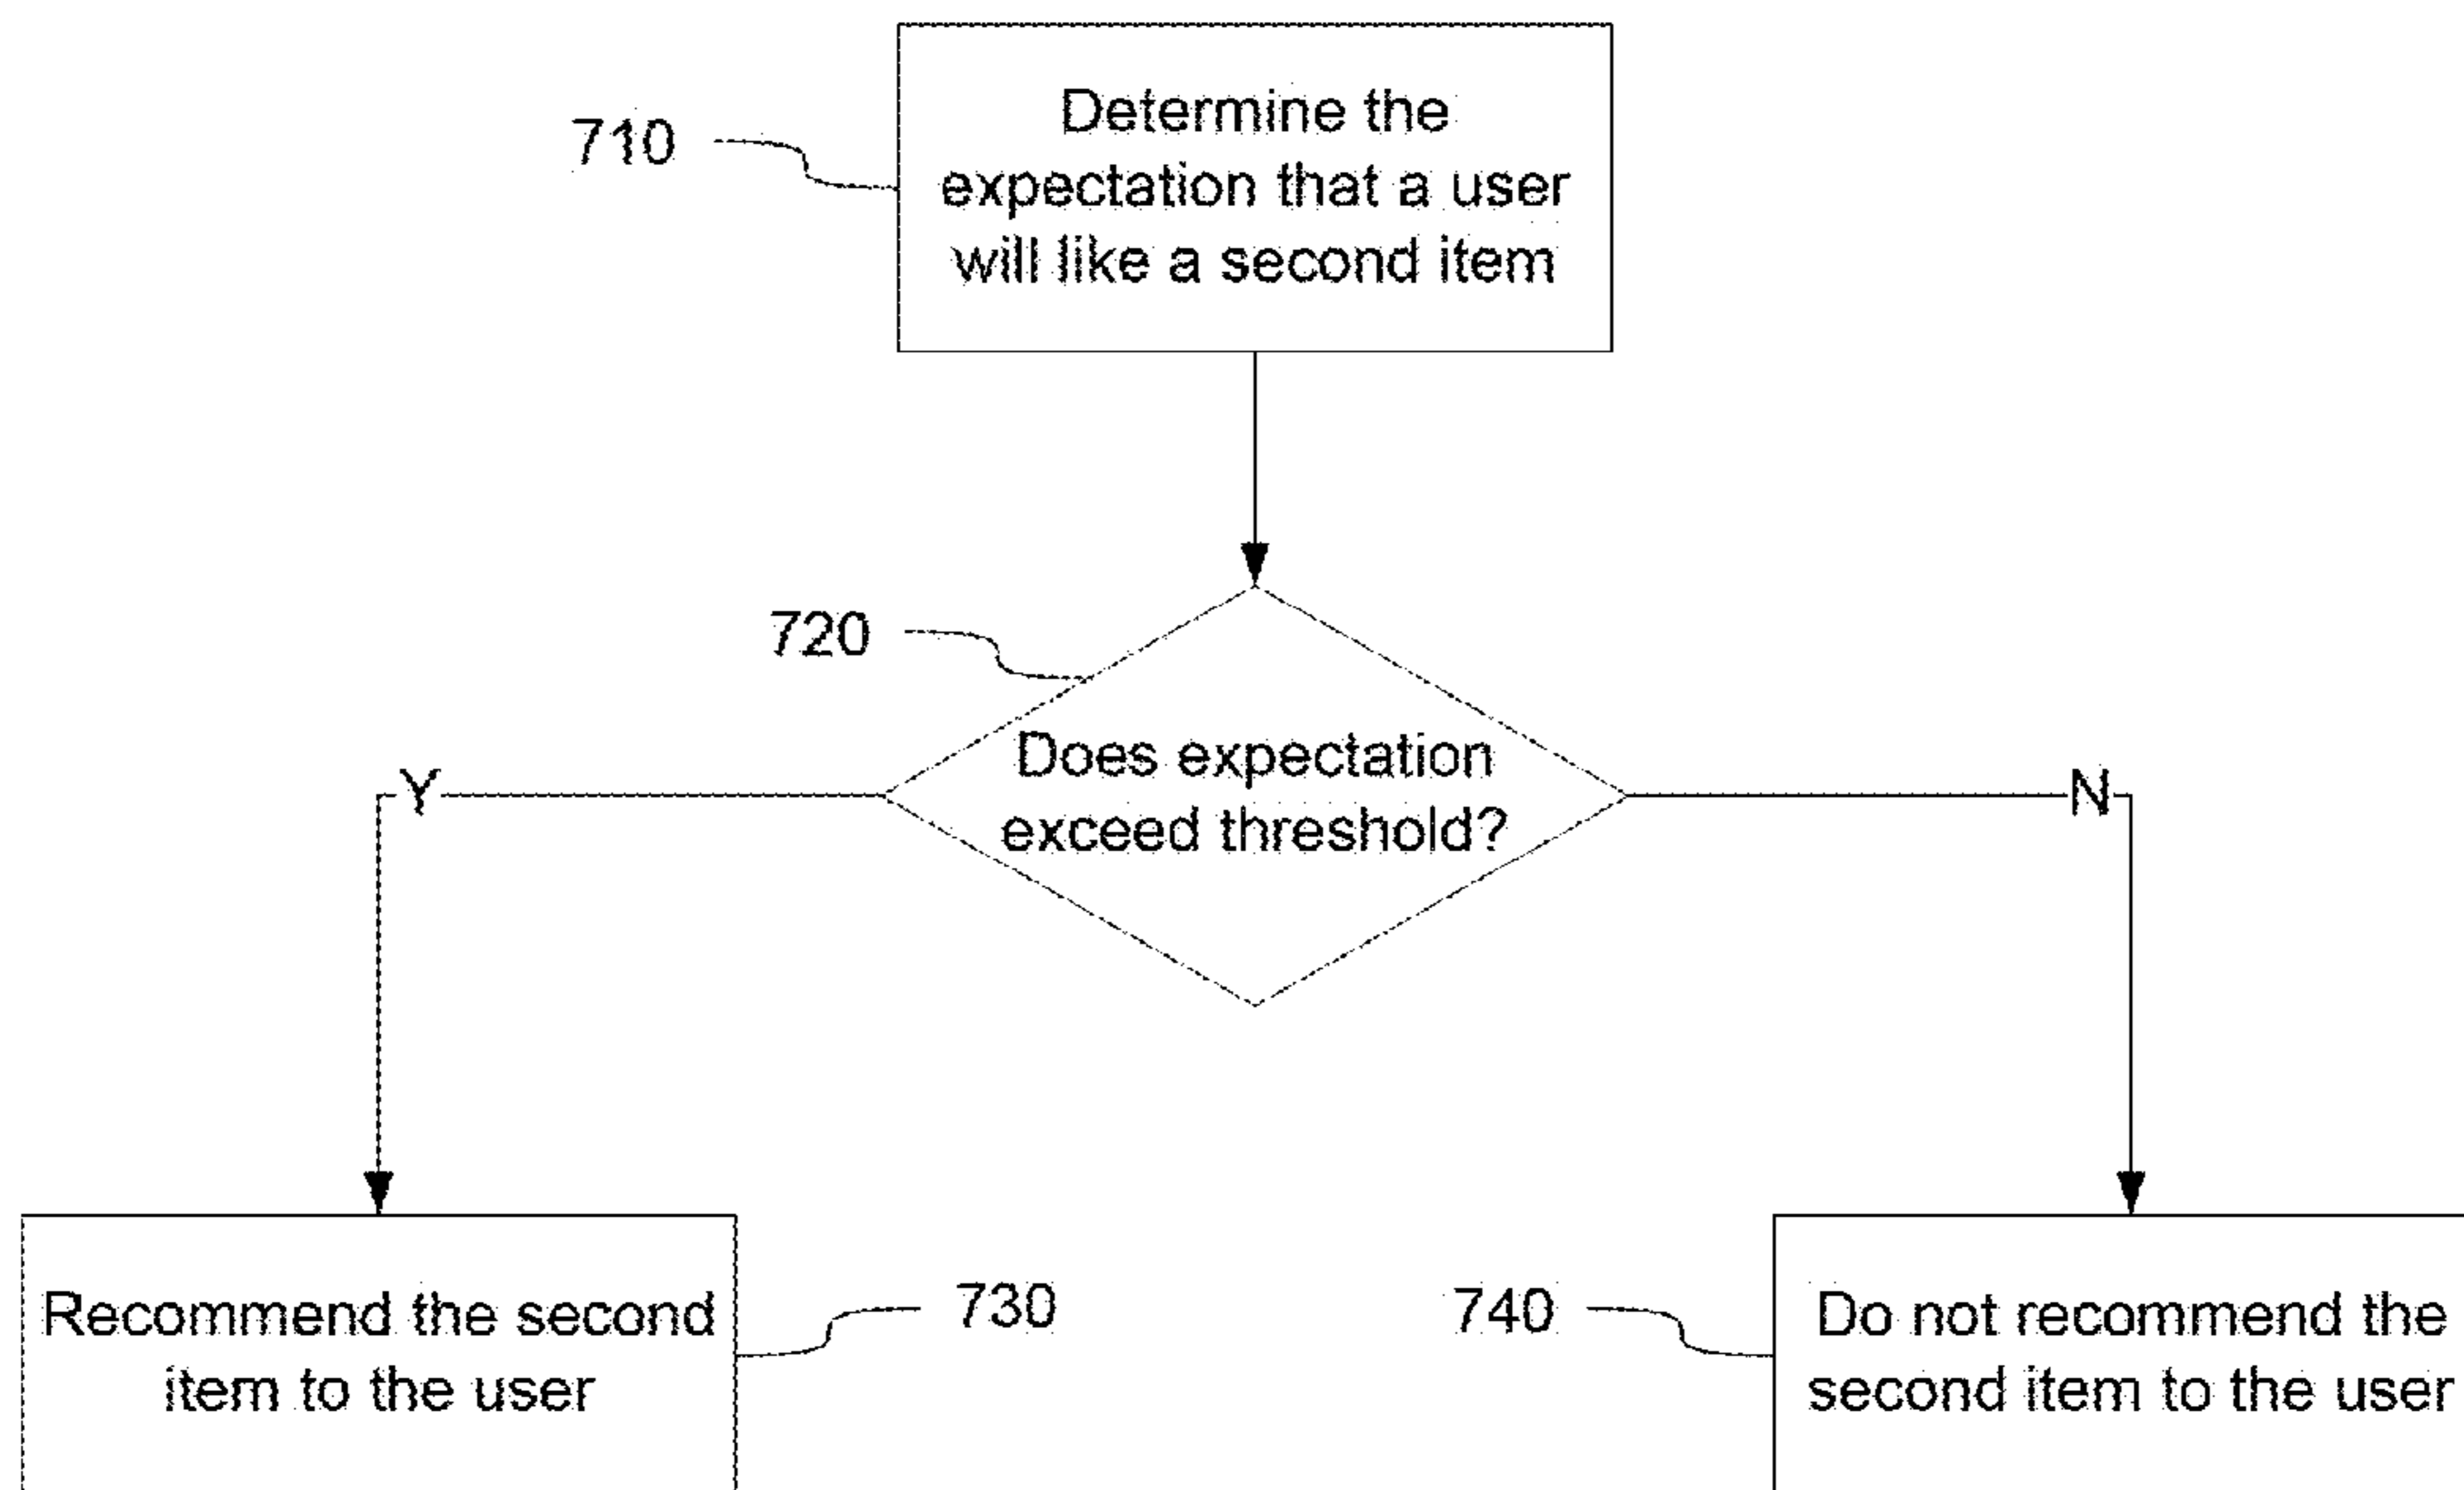 710
Determine the
expectation that a user
will like a second item
720
Does expectation
exceed threshold?
Y
N
Recommend the second
item to the user
730
740
Do not recommend the
second item to the user